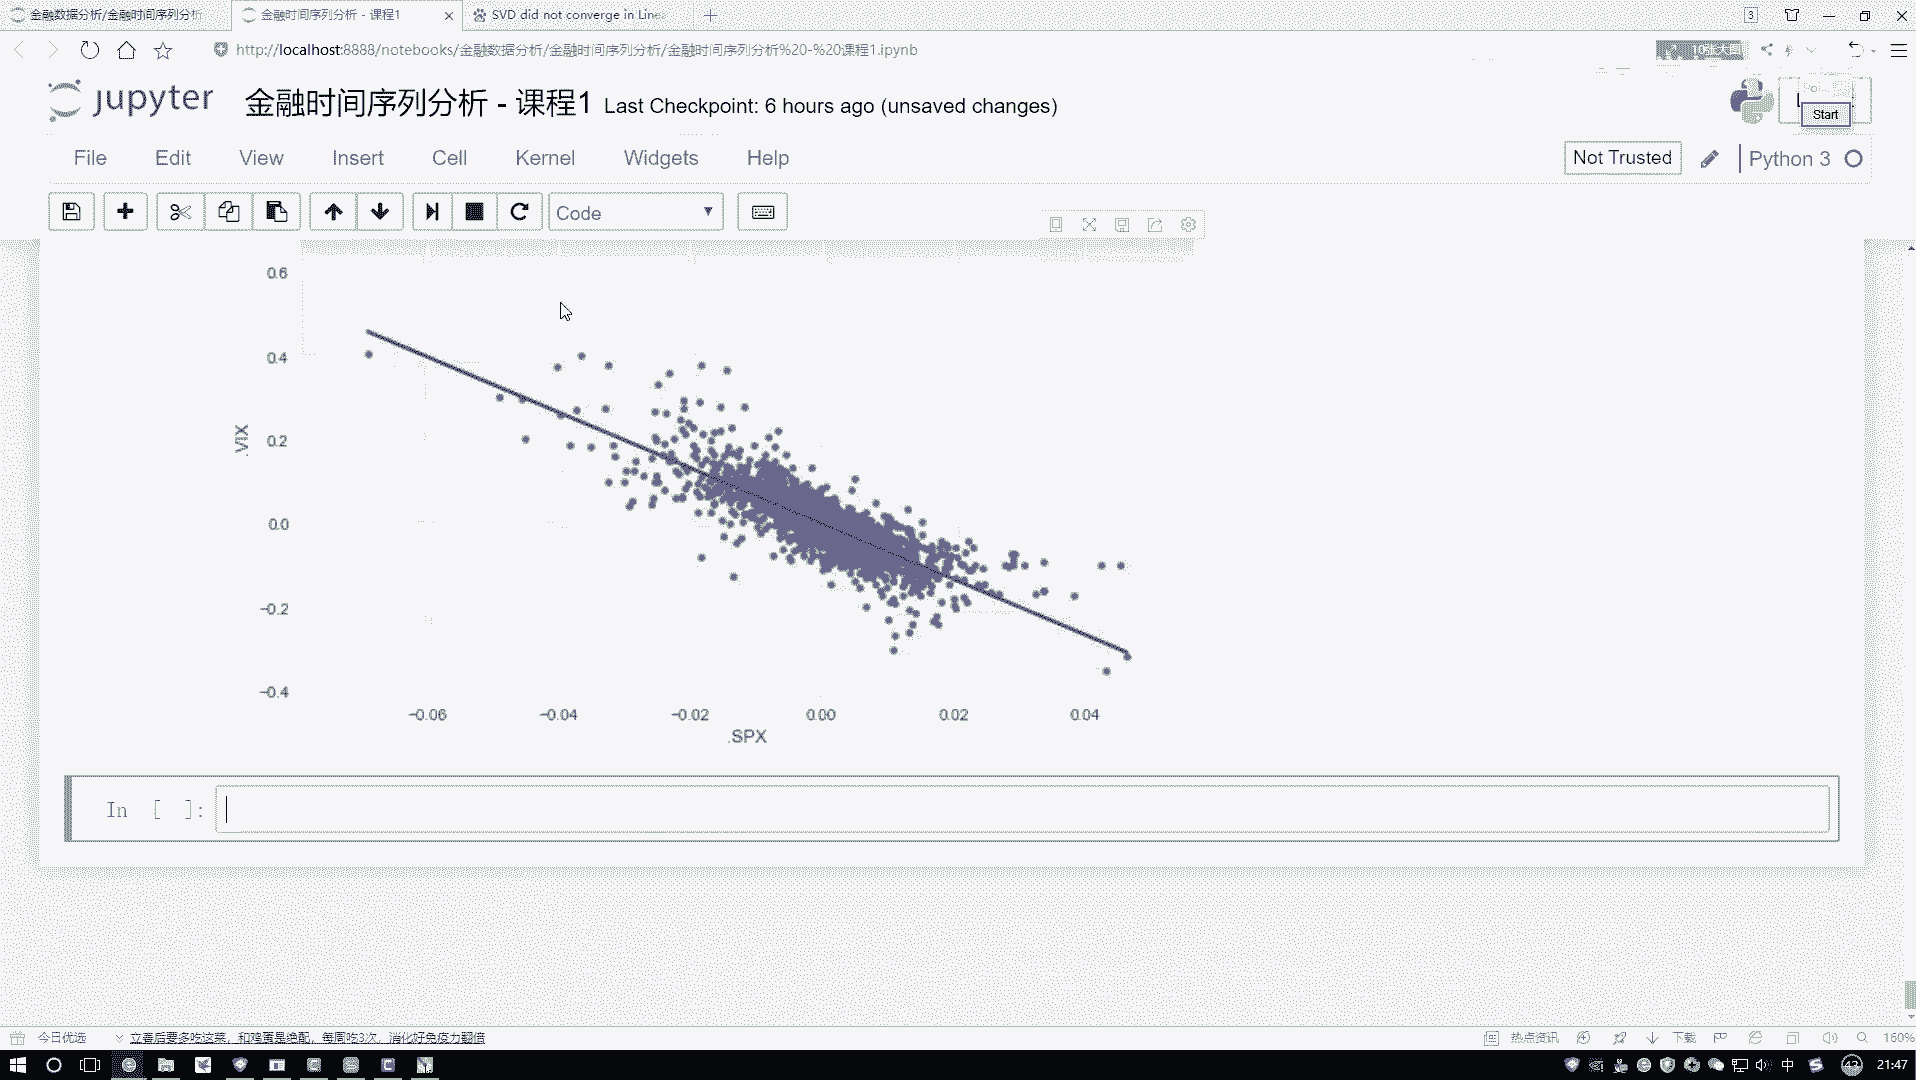 金融数据分析/金融时间序列分析
金融时间序列分析 - 课程1
SVD did not converge in Linea
3
http://localhost:8888/notebooks/金融数据分析/金融时间序列分析/金融时间序列分析%20-%20课程1.ipynb
10张大图
jupyter
金融时间序列分析 - 课程1
Last Checkpoint: 6 hours ago (unsaved changes)
Start
File
Edit
View
Insert
Cell
Kernel
Widgets
Help
Not Trusted
Python 3
Code
0.6
0.4
0.2
0.0
−0.2
−0.4
.VIX
−0.06
−0.04
−0.02
0.00
0.02
0.04
.SPX
In [ ]:
今日优选
立春后要多吃这菜，和鸡蛋是绝配，每周吃3次，消化好免疫力翻倍
热点资讯
下载
160%
中
43
21:47